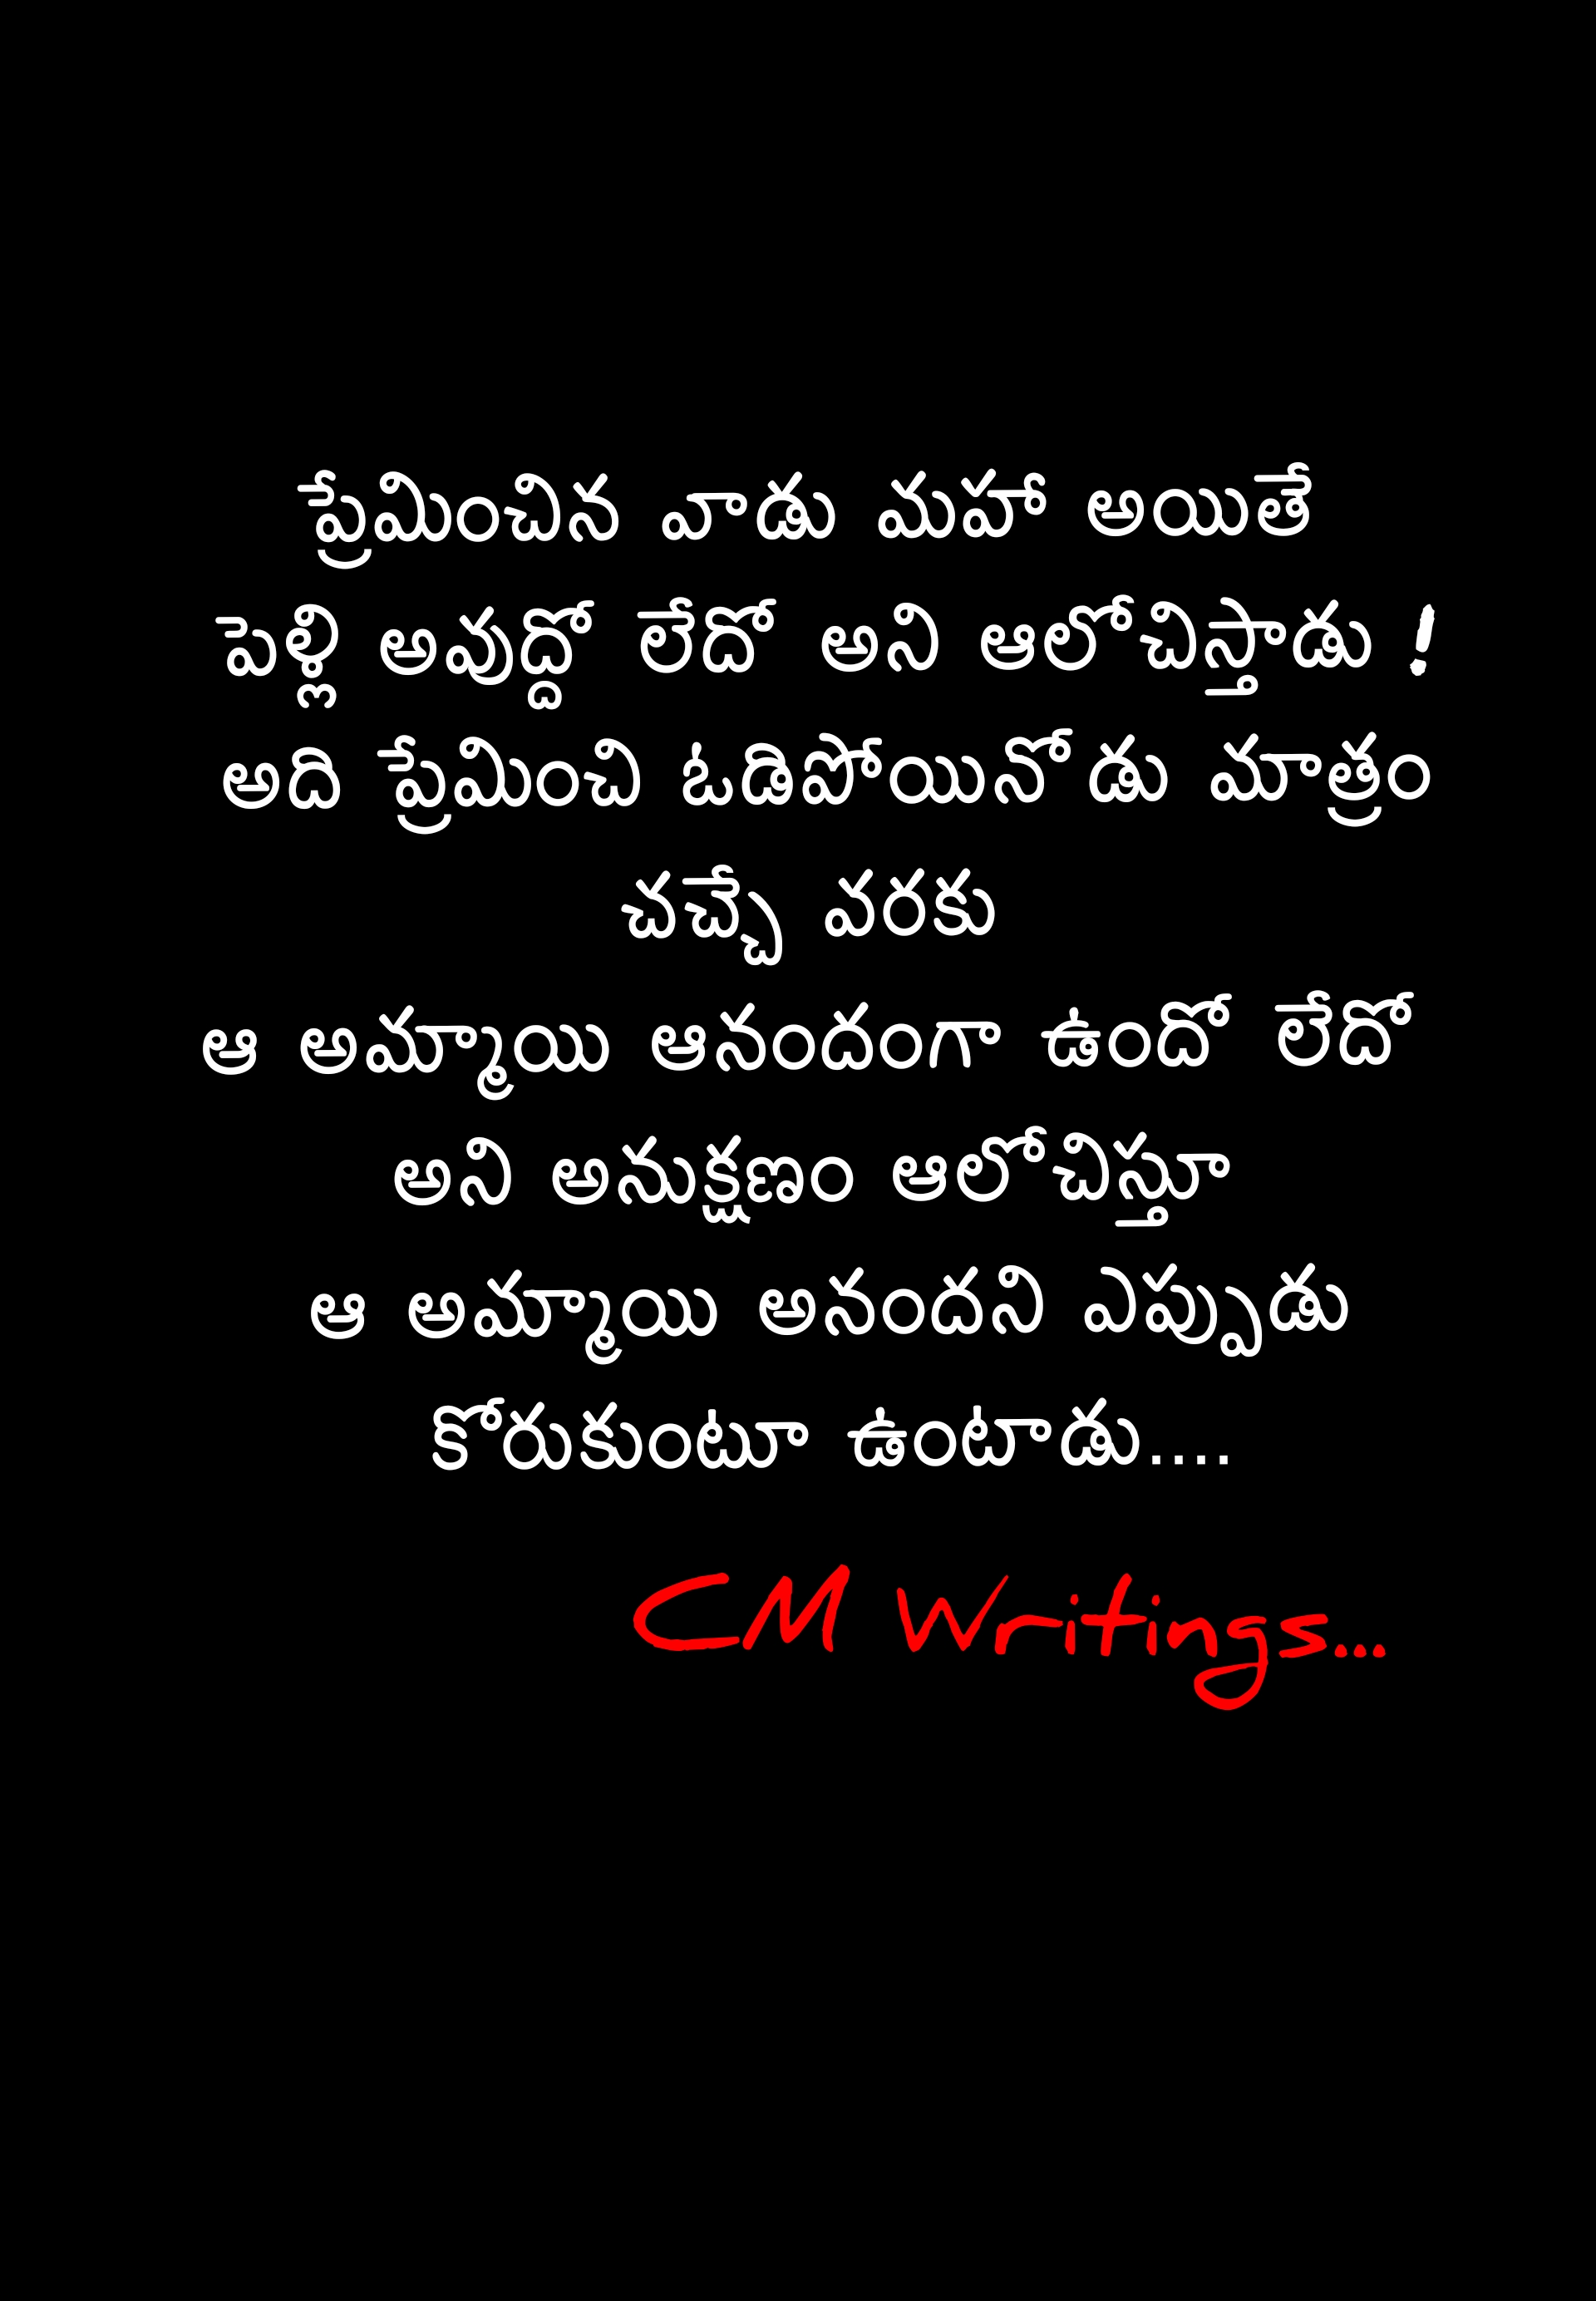 ప్రేమించిన వాడు మహా అయితే
పెళ్లి అవుద్దో లేదో అని ఆలోచిస్తాడు!
అది ప్రేమించి ఓడిపోయినోడు మాత్రం
చచ్చే వరకు
ఆ అమ్మాయి ఆనందంగా ఉందో లేదో
అని అనుక్షణం ఆలోచిస్తూ
ఆ అమ్మాయి ఆనందని ఎప్పుడు
కోరుకుంటూ ఉంటాడు....
CM Writings...